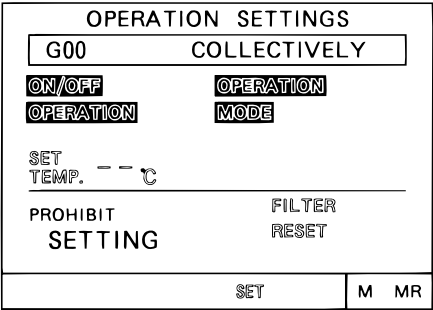 OPERATION SETTINGS
G00 COLLECTIVELY
ON/OFF OPERATION
OPERATION MODE
SET
TEMP. -- ℃
PROHIBIT FILTER
SETTING RESET
SET M MR